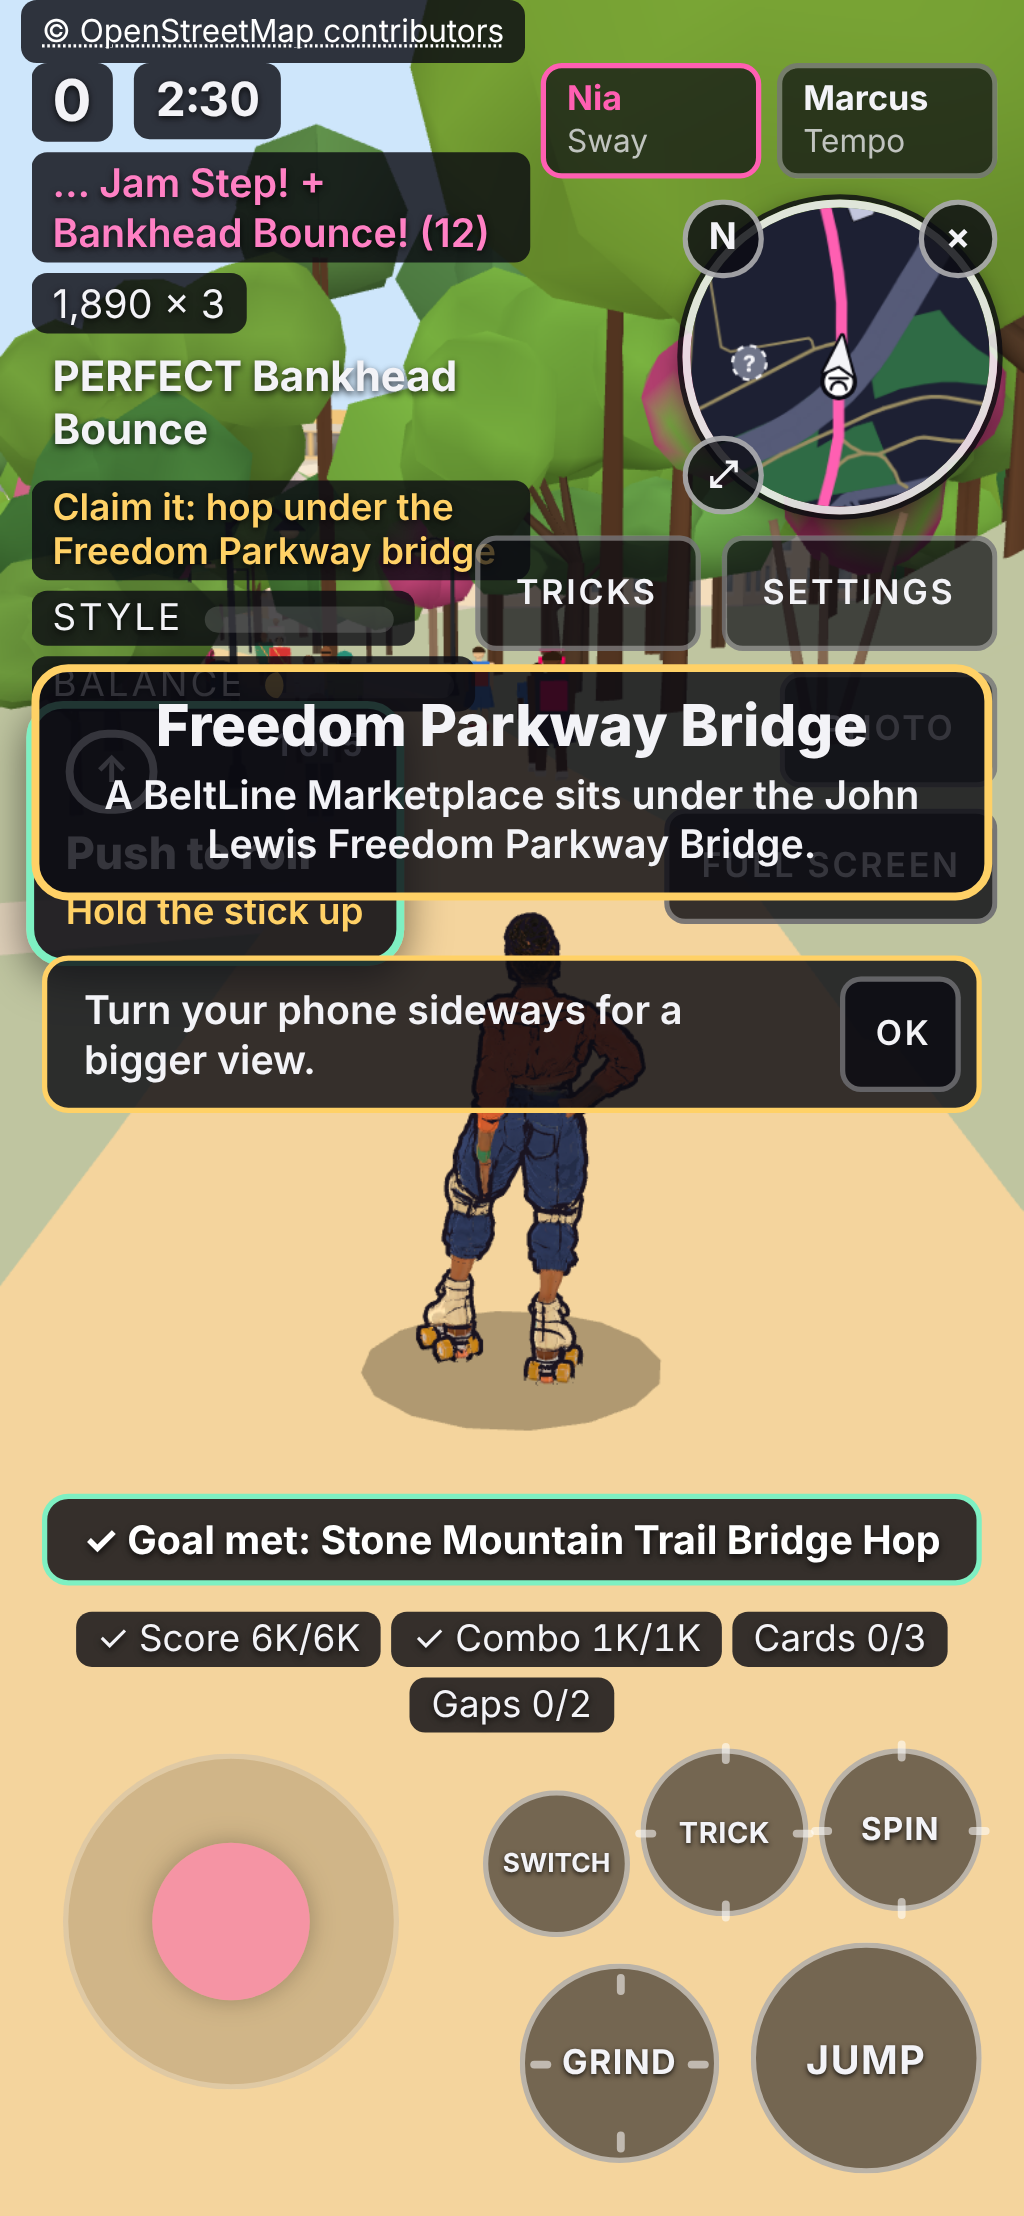 © OpenStreetMap contributors
0
2:30
Nia
Sway
Marcus
Tempo
... Jam Step! +
Bankhead Bounce! (12)
1,890 × 3
PERFECT Bankhead
Bounce
N
×
?
Claim it: hop under the
Freedom Parkway bridge
TRICKS
SETTINGS
STYLE
BALANCE
Freedom Parkway Bridge
A BeltLine Marketplace sits under the John
Lewis Freedom Parkway Bridge.
Push to roll
FULL SCREEN
Hold the stick up
Turn your phone sideways for a
bigger view.
OK
✓ Goal met: Stone Mountain Trail Bridge Hop
✓ Score 6K/6K
✓ Combo 1K/1K
Cards 0/3
Gaps 0/2
SWITCH
TRICK
SPIN
GRIND
JUMP